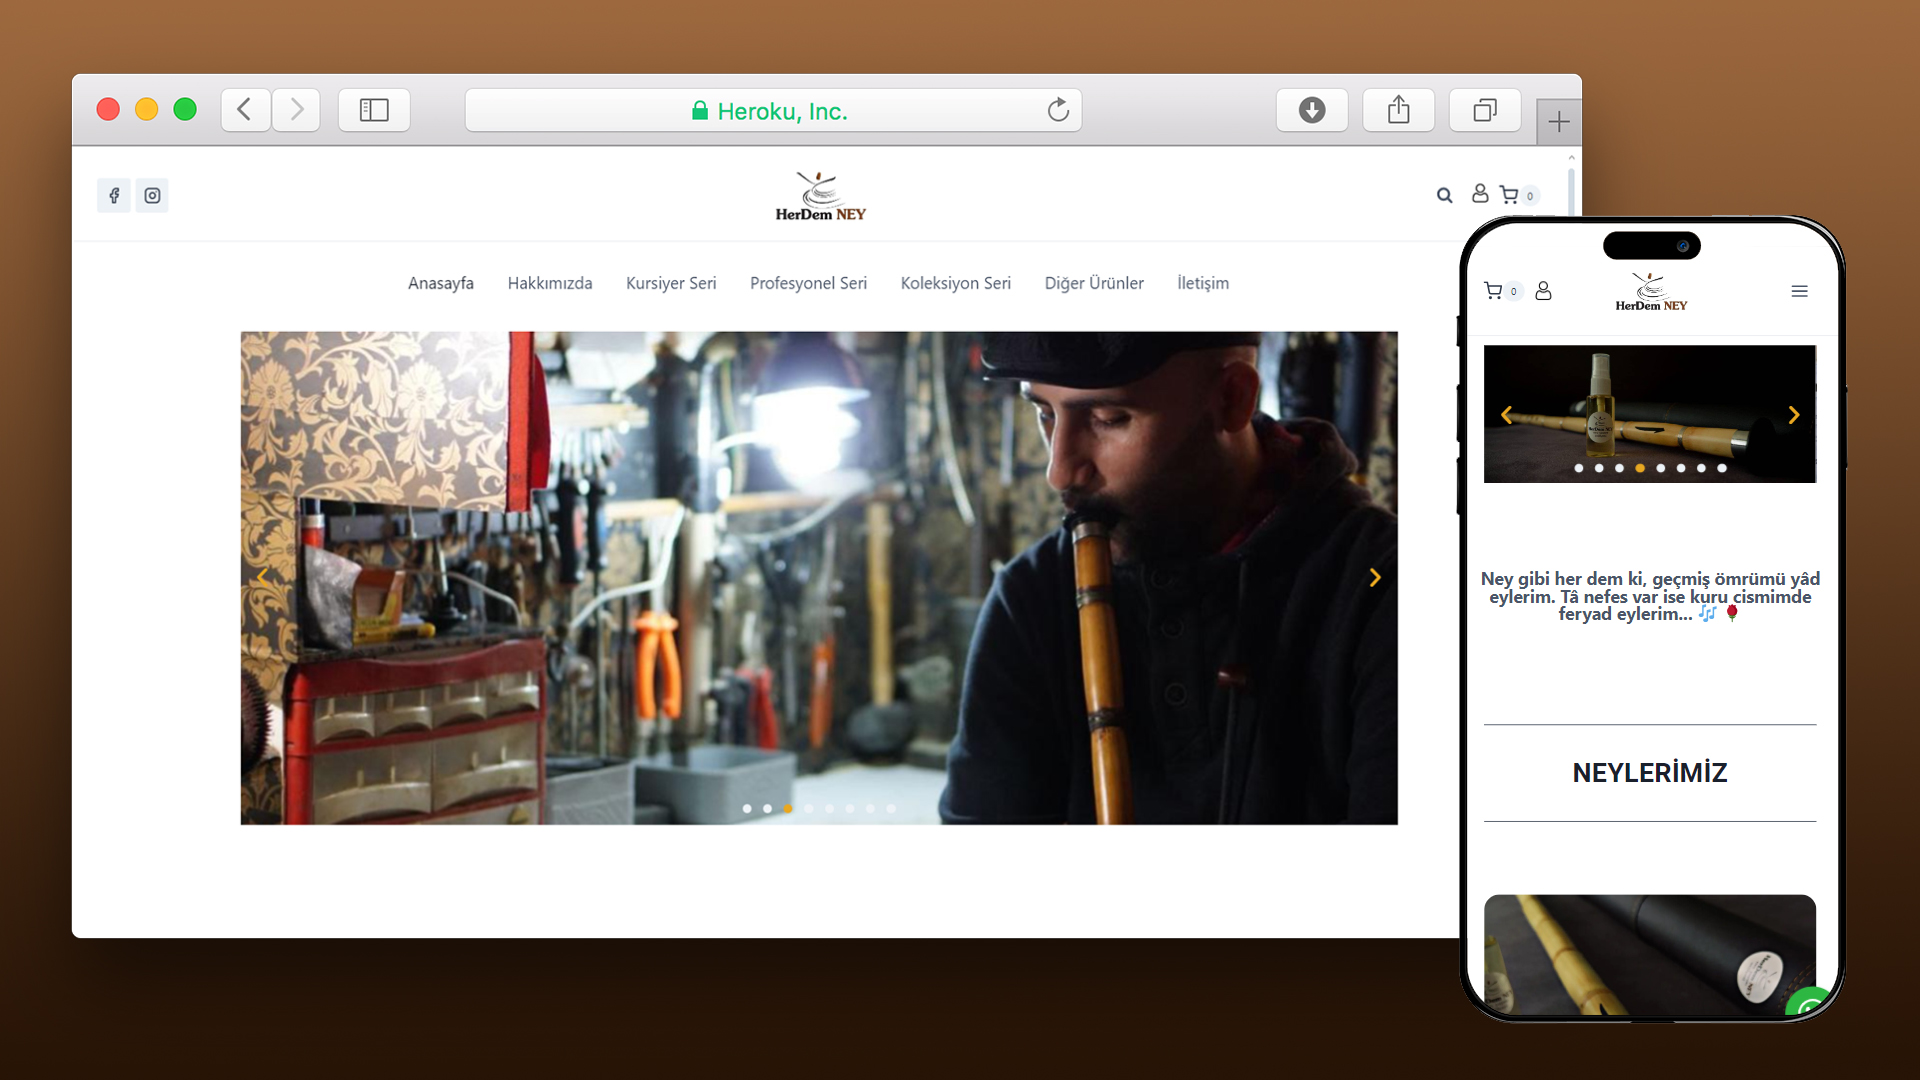 Heroku, Inc.
HerDem NEY
0
Anasayfa
Hakkımızda
Kursiyer Seri
Profesyonel Seri
Koleksiyon Seri
Diğer Ürünler
İletişim
0
HerDem NEY
Ney gibi her dem ki, geçmiş ömrümü yâd
eylerim. Tâ nefes var ise kuru cismimde
feryad eylerim... 🎶 🌹
NEYLERİMİZ